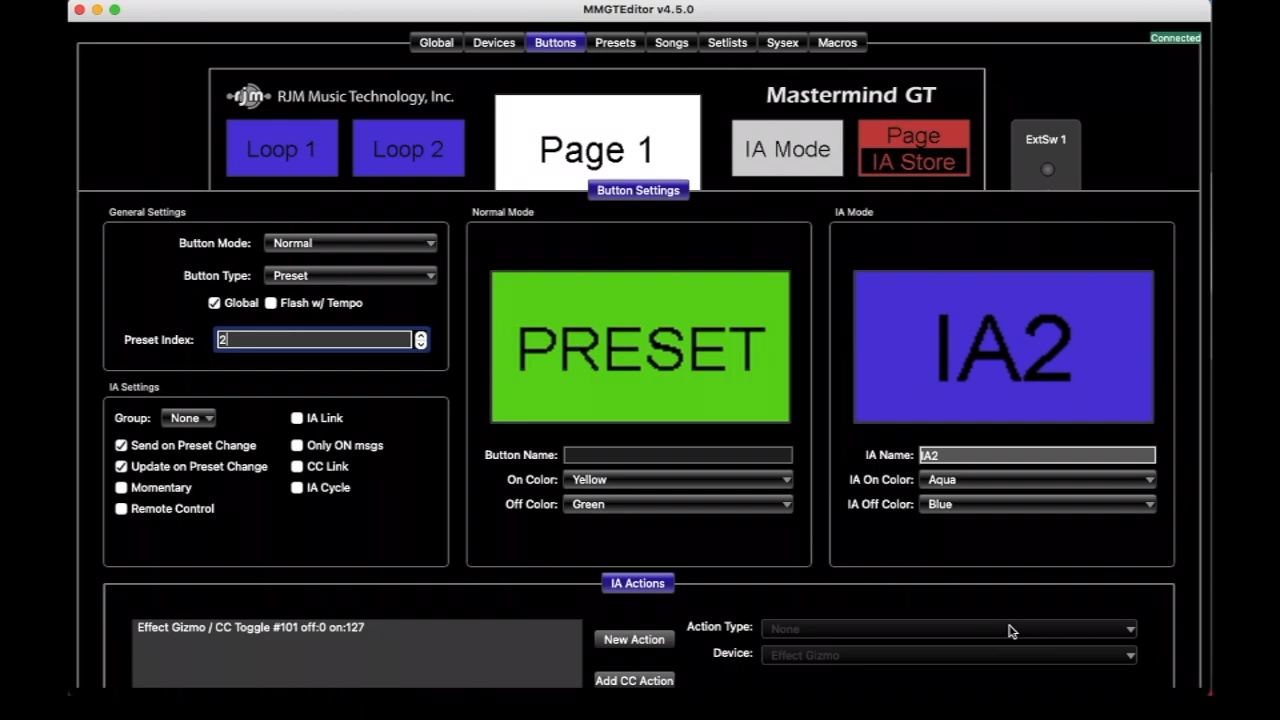 MMGTEditor v4.5.0
Global Devices Buttons Presets Songs Setlists Sysex Macros
Connected
rjm RJM Music Technology, Inc.
Mastermind GT
Loop 1
Loop 2
Page 1
IA Mode
Page
IA Store
ExtSw 1
Button Settings
General Settings
Button Mode: Normal
Button Type: Preset
Global Flash w/ Tempo
Preset Index: 2
IA Settings
Group: None
IA Link
Send on Preset Change
Only ON msgs
Update on Preset Change
CC Link
Momentary
IA Cycle
Remote Control
Normal Mode
PRESET
Button Name:
On Color: Yellow
Off Color: Green
IA Mode
IA2
IA Name: IA2
IA On Color: Aqua
IA Off Color: Blue
IA Actions
Effect Gizmo / CC Toggle #101 off:0 on:127
New Action
Add CC Action
Action Type: None
Device: Effect Gizmo